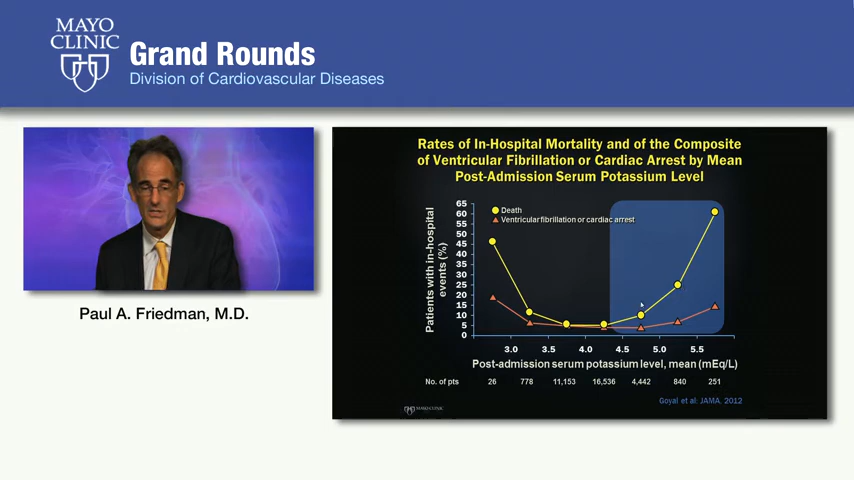 MAYO
CLINIC
Grand Rounds
Division of Cardiovascular Diseases
Paul A. Friedman, M.D.
Rates of In-Hospital Mortality and of the Composite
of Ventricular Fibrillation or Cardiac Arrest by Mean
Post-Admission Serum Potassium Level
Patients with in-hospital
events (%)
65
60
55
50
45
40
35
30
25
20
15
10
5
0
Death
Ventricular fibrillation or cardiac arrest
3.0 3.5 4.0 4.5 5.0 5.5
Post-admission serum potassium level, mean (mEq/L)
No. of pts 26 778 11,153 16,536 4,442 840 251
Goyal et al: JAMA, 2012
MAYO CLINIC